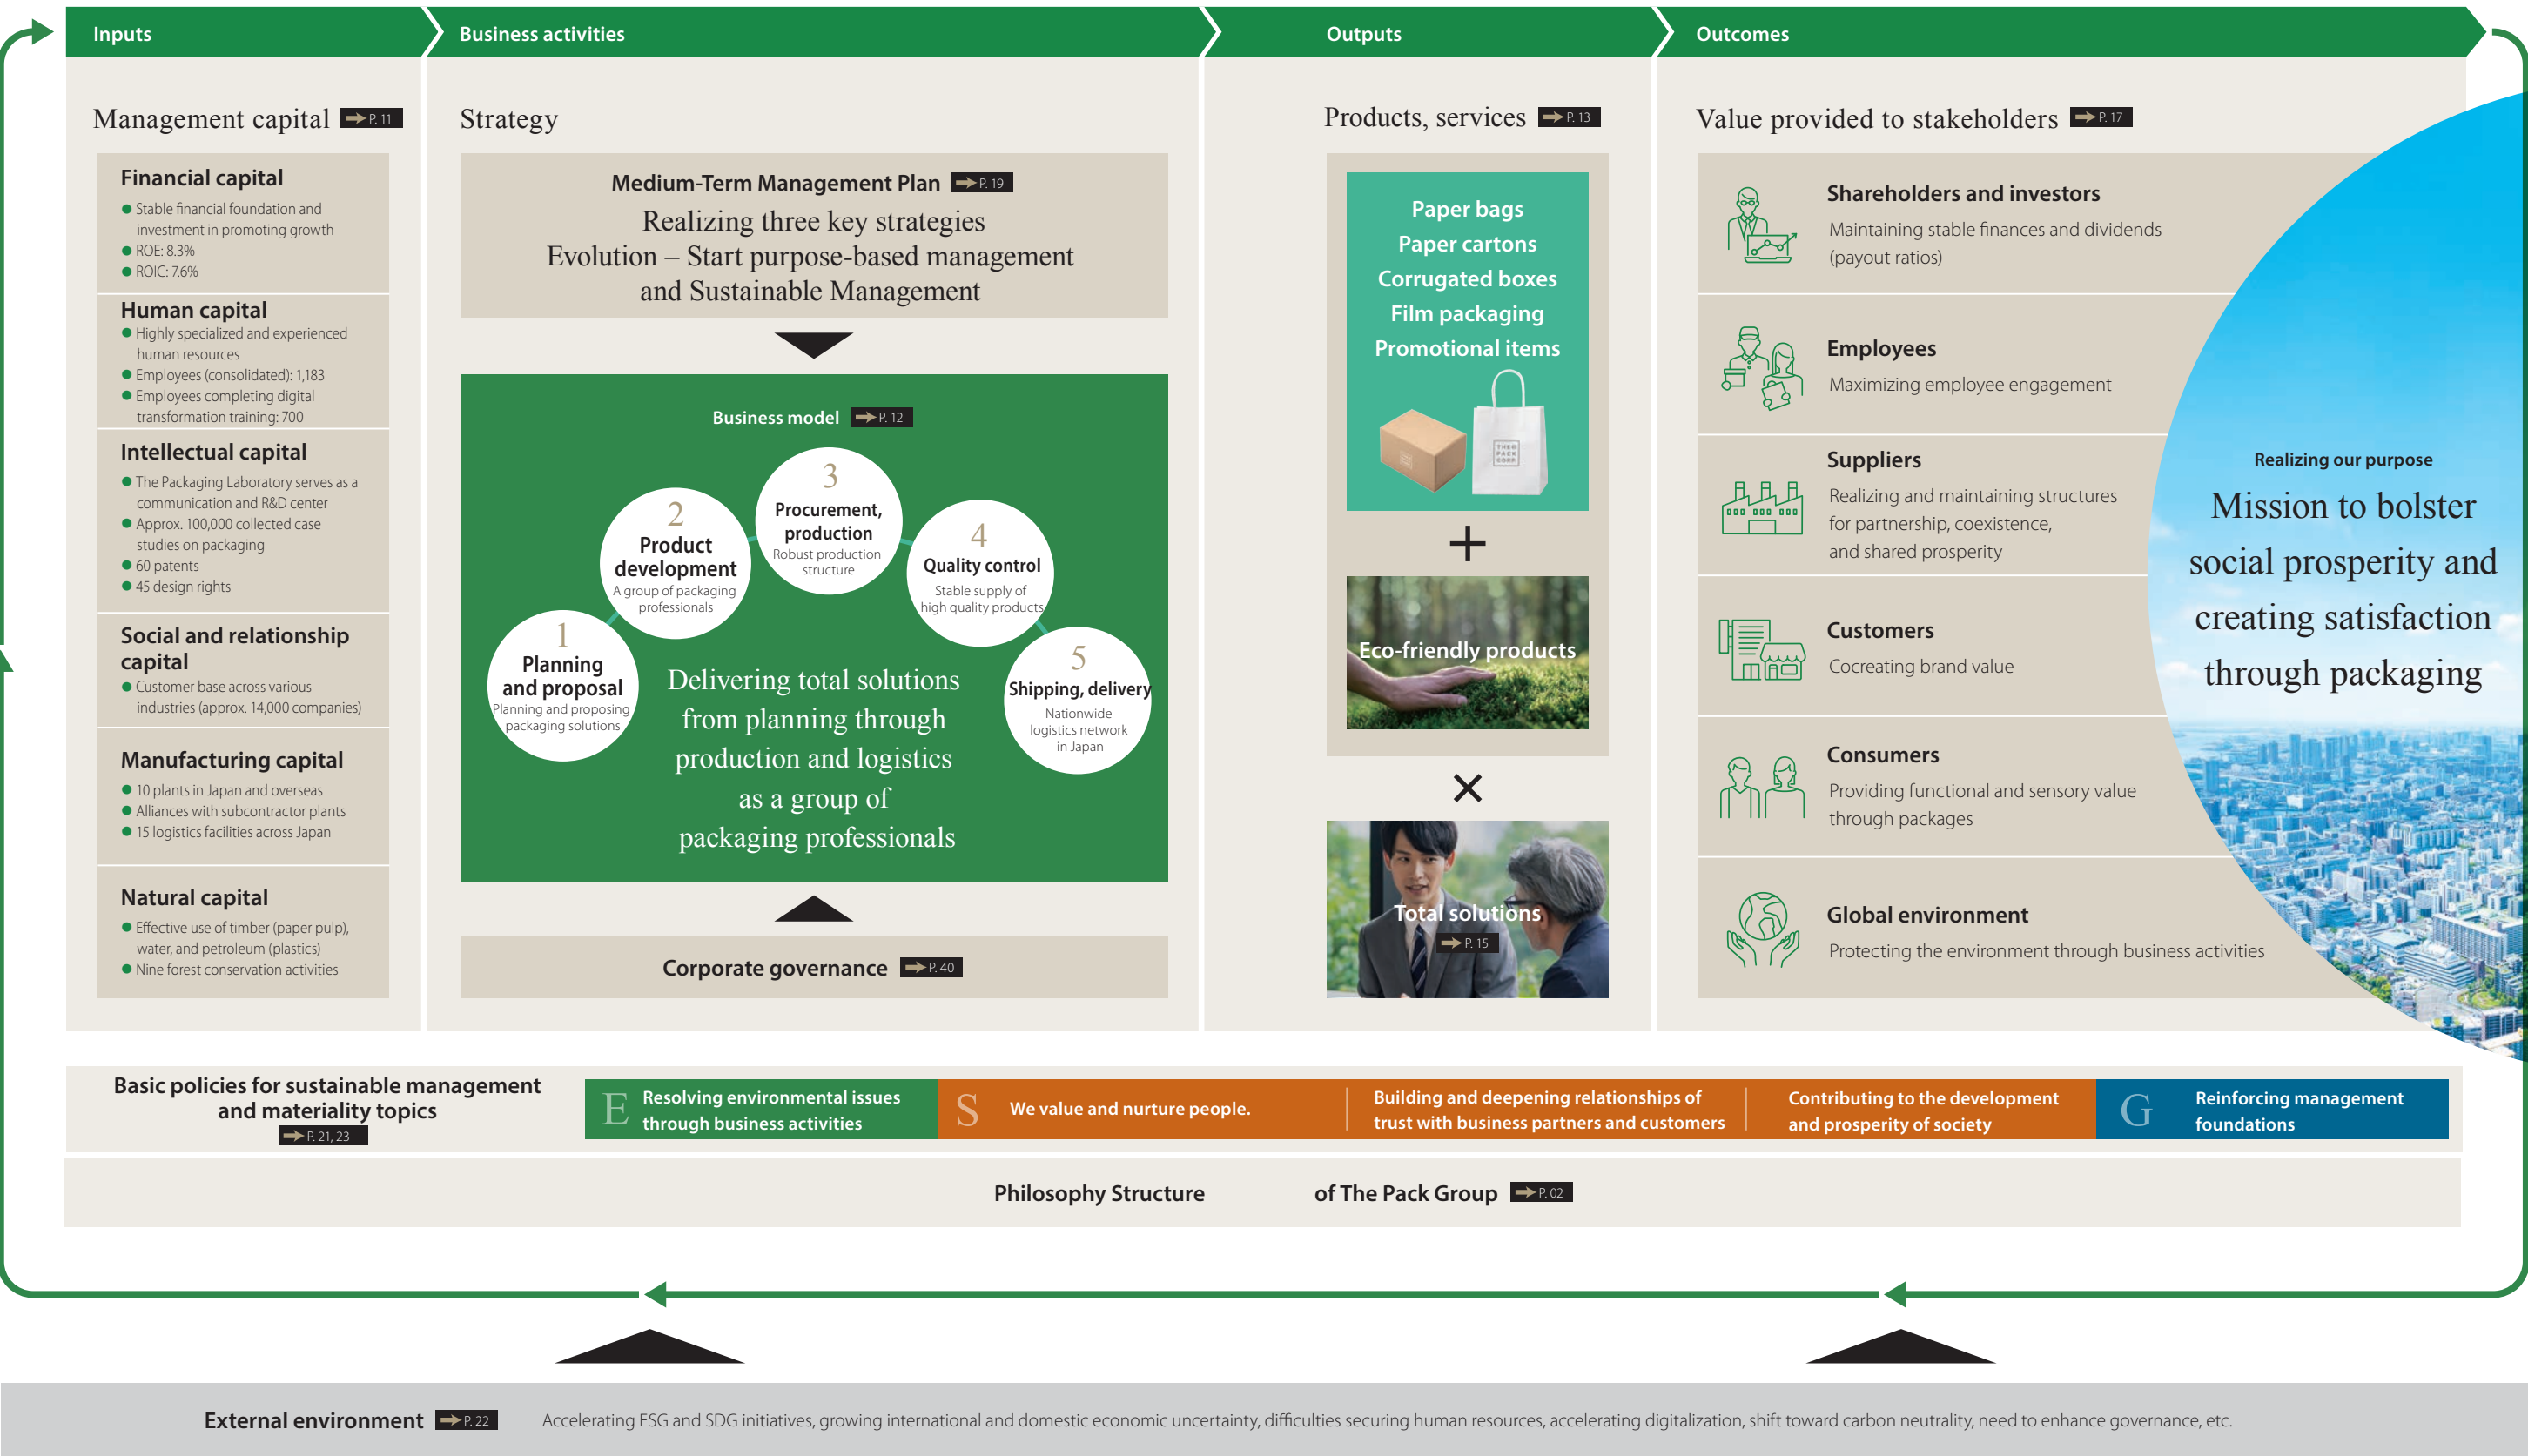 Inputs
Business activities
Outputs
Outcomes
Management capital P. 11
Financial capital
● Stable financial foundation and
investment in promoting growth
● ROE: 8.3%
● ROIC: 7.6%
Human capital
● Highly specialized and experienced
human resources
● Employees (consolidated): 1,183
● Employees completing digital
transformation training: 700
Intellectual capital
● The Packaging Laboratory serves as a
communication and R&D center
● Approx. 100,000 collected case
studies on packaging
● 60 patents
● 45 design rights
Social and relationship
capital
● Customer base across various
industries (approx. 14,000 companies)
Manufacturing capital
● 10 plants in Japan and overseas
● Alliances with subcontractor plants
● 15 logistics facilities across Japan
Natural capital
● Effective use of timber (paper pulp),
water, and petroleum (plastics)
● Nine forest conservation activities
Strategy
Medium-Term Management Plan P. 19
Realizing three key strategies
Evolution – Start purpose-based management
and Sustainable Management
Business model P. 12
1
Planning
and proposal
Planning and proposing
packaging solutions
2
Product
development
A group of packaging
professionals
3
Procurement,
production
Robust production
structure
4
Quality control
Stable supply of
high quality products
5
Shipping, delivery
Nationwide
logistics network
in Japan
Delivering total solutions
from planning through
production and logistics
as a group of
packaging professionals
Corporate governance P. 40
Products, services P. 13
Paper bags
Paper cartons
Corrugated boxes
Film packaging
Promotional items
THE
PACK
CORP.
+
Eco-friendly products
×
Total solutions
P. 15
Value provided to stakeholders P. 17
Shareholders and investors
Maintaining stable finances and dividends
(payout ratios)
Employees
Maximizing employee engagement
Suppliers
Realizing and maintaining structures
for partnership, coexistence,
and shared prosperity
Customers
Cocreating brand value
Consumers
Providing functional and sensory value
through packages
Global environment
Protecting the environment through business activities
Realizing our purpose
Mission to bolster
social prosperity and
creating satisfaction
through packaging
Basic policies for sustainable management
and materiality topics
P. 21, 23
E
Resolving environmental issues
through business activities
S
We value and nurture people.
Building and deepening relationships of
trust with business partners and customers
Contributing to the development
and prosperity of society
G
Reinforcing management
foundations
Philosophy Structure of The Pack Group P. 02
External environment P. 22
Accelerating ESG and SDG initiatives, growing international and domestic economic uncertainty, difficulties securing human resources, accelerating digitalization, shift toward carbon neutrality, need to enhance governance, etc.